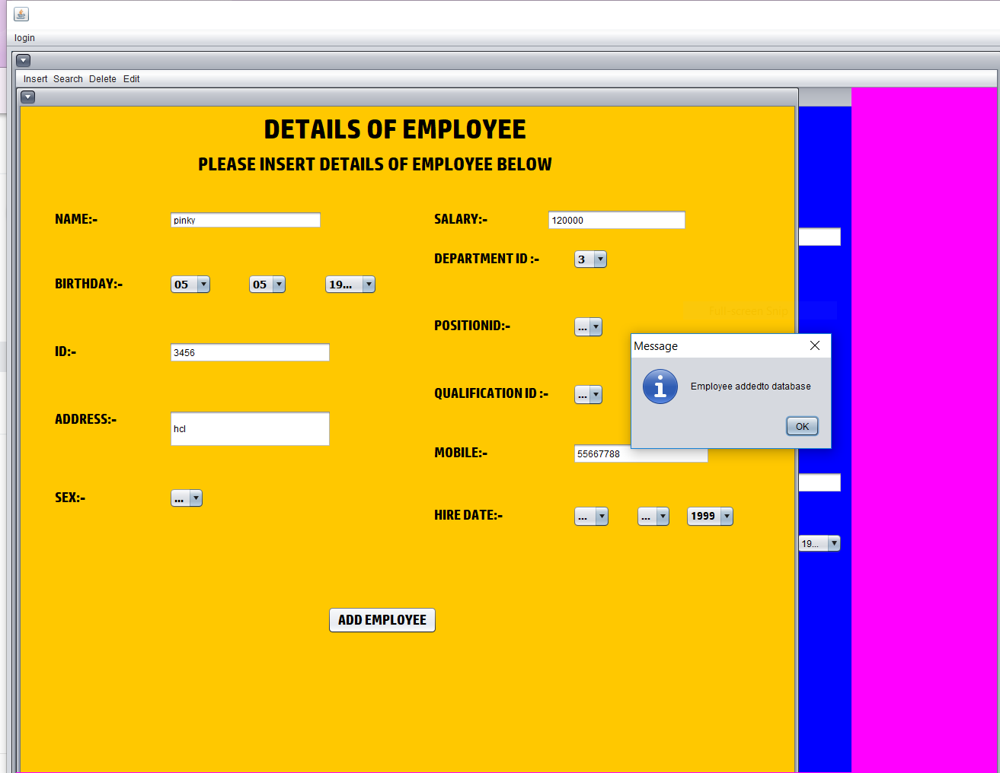 login
Insert Search Delete Edit
DETAILS OF EMPLOYEE
PLEASE INSERT DETAILS OF EMPLOYEE BELOW
NAME:- pinky
SALARY:- 120000
DEPARTMENT ID :- 3
BIRTHDAY:- 05 05 19...
Full-screen Snip
POSITIONID:- ...
Message
ID:- 3456
Employee addedto database
QUALIFICATION ID :- ...
OK
ADDRESS:- hcl
MOBILE:- 55667788
SEX:- ...
HIRE DATE:- ... ... 1999
19...
ADD EMPLOYEE